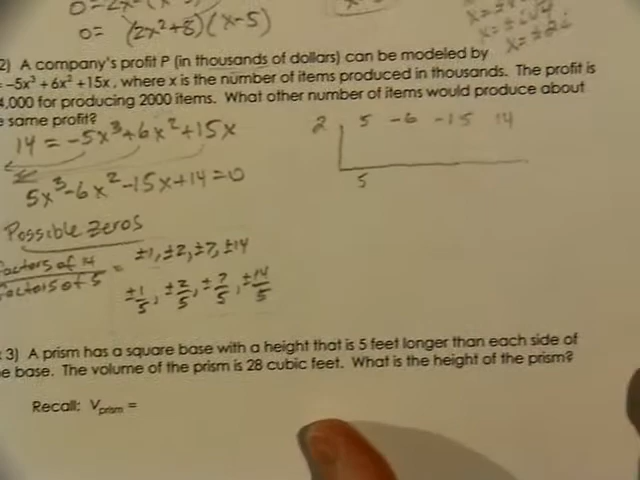 0 = 2x²
0 = (2x²+8)(x-5)
x = ±2i
2) A company's profit P (in thousands of dollars) can be modeled by
= -5x³ + 6x² + 15x, where x is the number of items produced in thousands. The profit is
4,000 for producing 2000 items. What other number of items would produce about
e same profit?
14 = -5x³+6x²+15x
2 5 -6 -15 14
5
5x³-6x²-15x+14=0
Possible Zeros
Factors of 14
Factors of 5
= ±1, ±2, ±7, ±14
±1/5, ±2/5, ±7/5, ±14/5
3) A prism has a square base with a height that is 5 feet longer than each side of
e base. The volume of the prism is 28 cubic feet. What is the height of the prism?
Recall: Vprism =